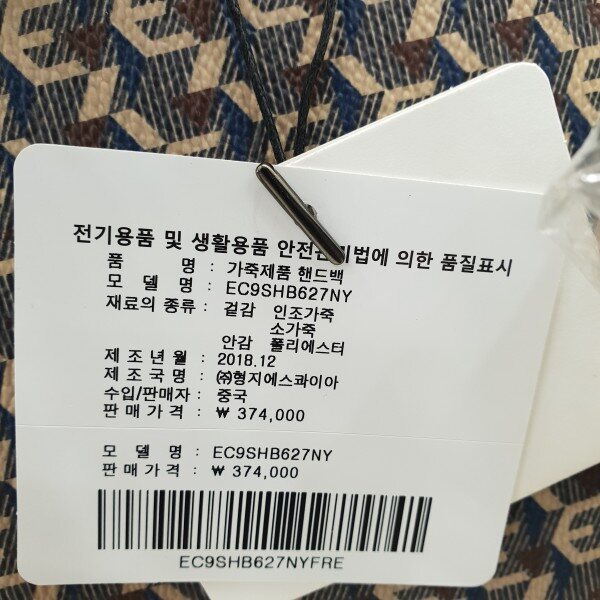 전기용품 및 생활용품 안전관리법에 의한 품질표시
품 명 : 가죽제품 핸드백
모 델 명 : EC9SHB627NY
재료의 종류 : 겉감 인조가죽
소가죽
안감 폴리에스터
제 조 년 월 : 2018.12
제 조 국 명 : ㈜형지에스콰이아
수입/판매자 : 중국
판 매 가 격 : ₩ 374,000
모 델 명 : EC9SHB627NY
판 매 가 격 : ₩ 374,000
EC9SHB627NYFRE